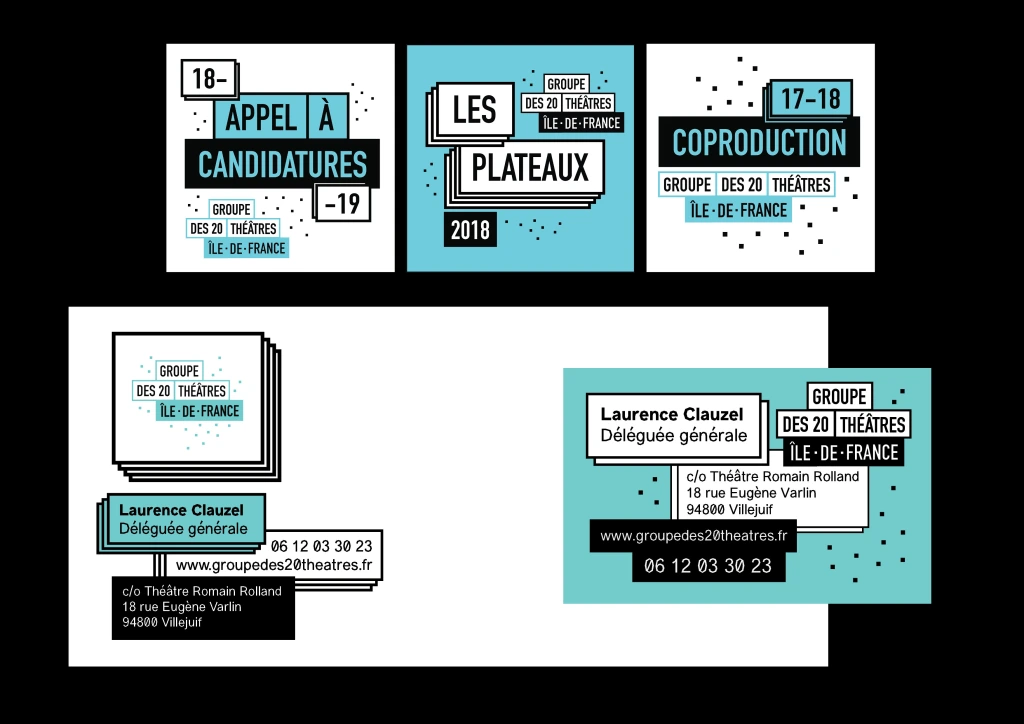 18-
APPEL À
CANDIDATURES
-19
GROUPE
DES 20 THÉÂTRES
ÎLE·DE·FRANCE
LES
PLATEAUX
2018
GROUPE
DES 20 THÉÂTRES
ÎLE·DE·FRANCE
17-18
COPRODUCTION
GROUPE DES 20 THÉÂTRES
ÎLE·DE·FRANCE
GROUPE
DES 20 THÉÂTRES
ÎLE·DE·FRANCE
Laurence Clauzel
Déléguée générale
06 12 03 30 23
www.groupedes20theatres.fr
c/o Théâtre Romain Rolland
18 rue Eugène Varlin
94800 Villejuif
GROUPE
DES 20 THÉÂTRES
ÎLE·DE·FRANCE
Laurence Clauzel
Déléguée générale
c/o Théâtre Romain Rolland
18 rue Eugène Varlin
94800 Villejuif
www.groupedes20theatres.fr
06 12 03 30 23